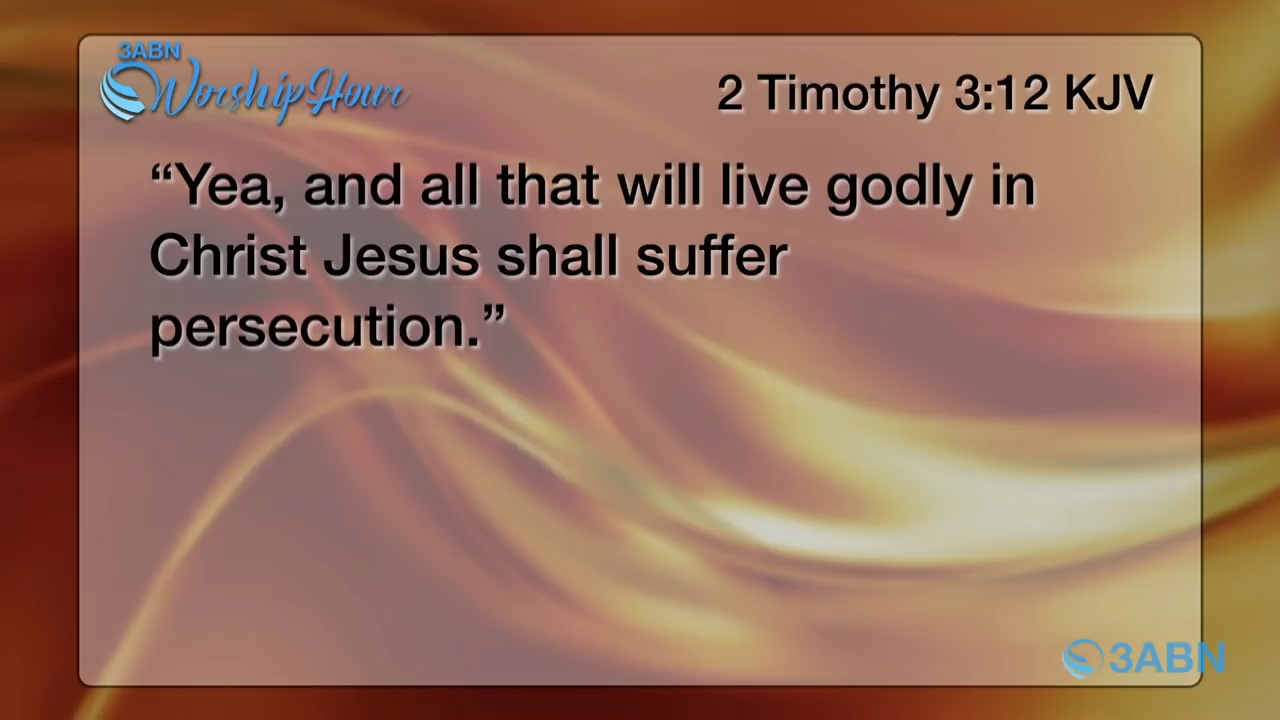 3ABN
Worship Hour
2 Timothy 3:12 KJV
“Yea, and all that will live godly in
Christ Jesus shall suffer
persecution.”
3ABN